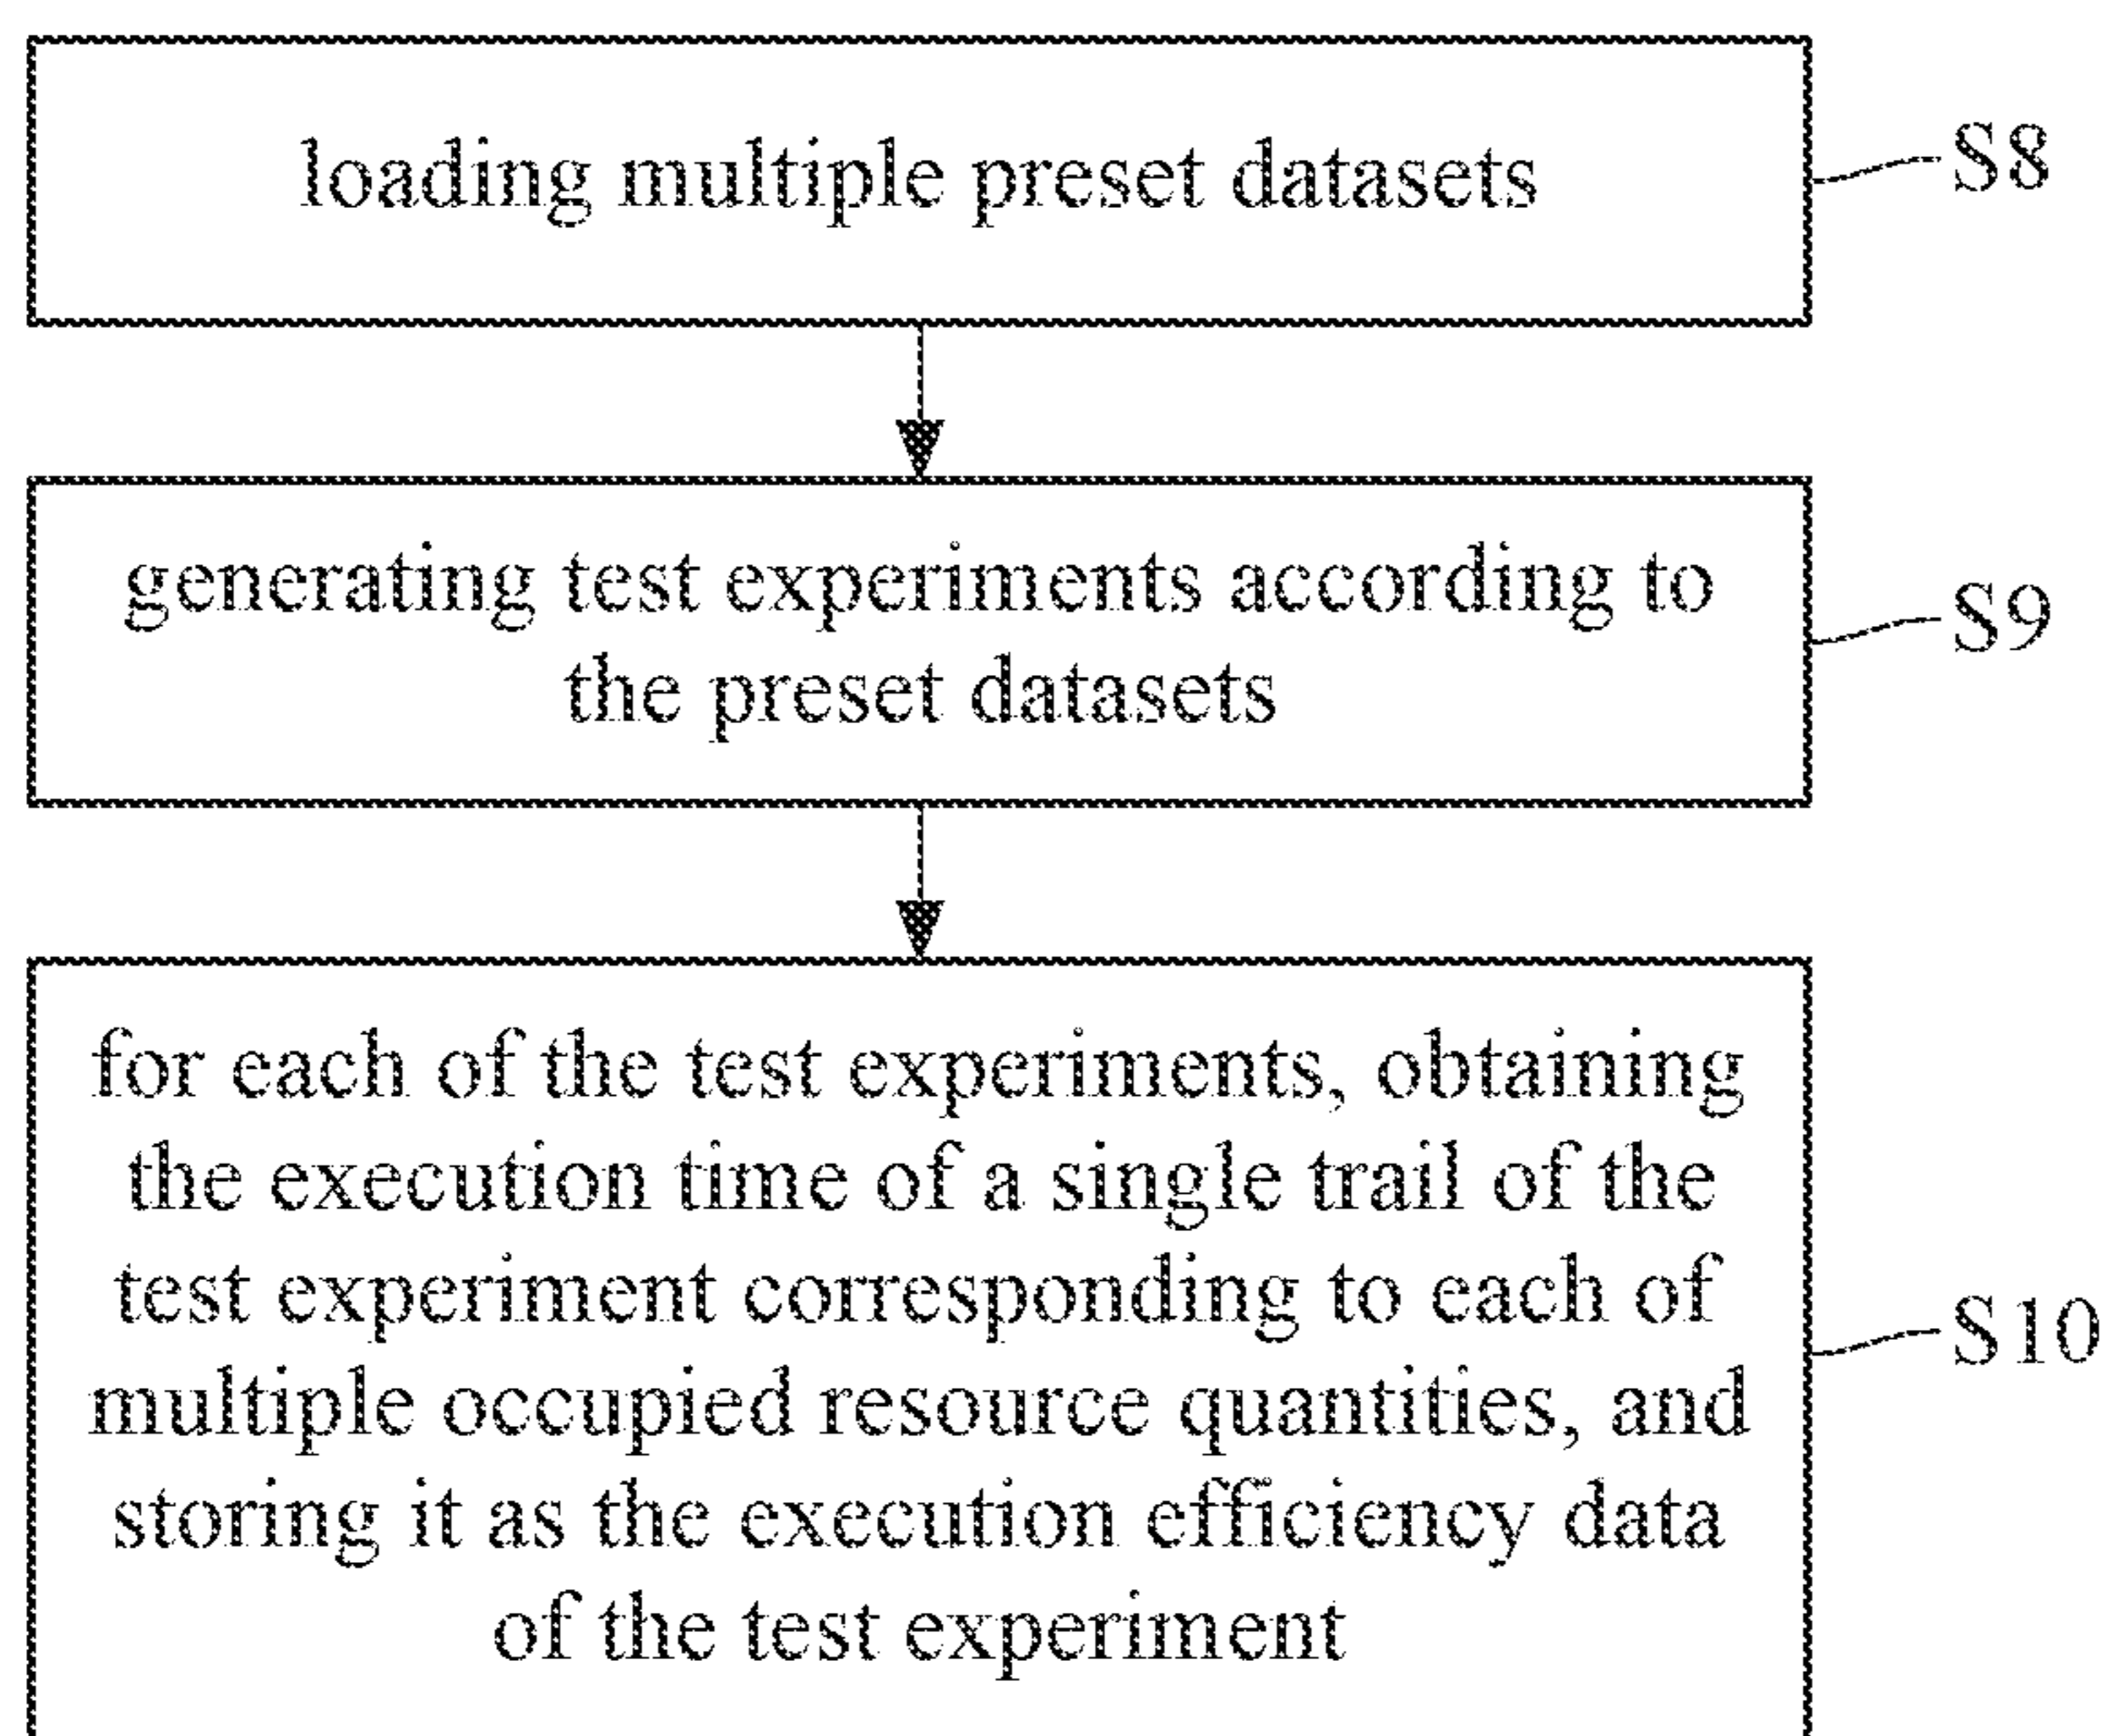 loading multiple preset datasets
S8
generating test experiments according to
the preset datasets
S9
for each of the test experiments, obtaining
the execution time of a single trail of the
test experiment corresponding to each of
multiple occupied resource quantities, and
storing it as the execution efficiency data
of the test experiment
S10